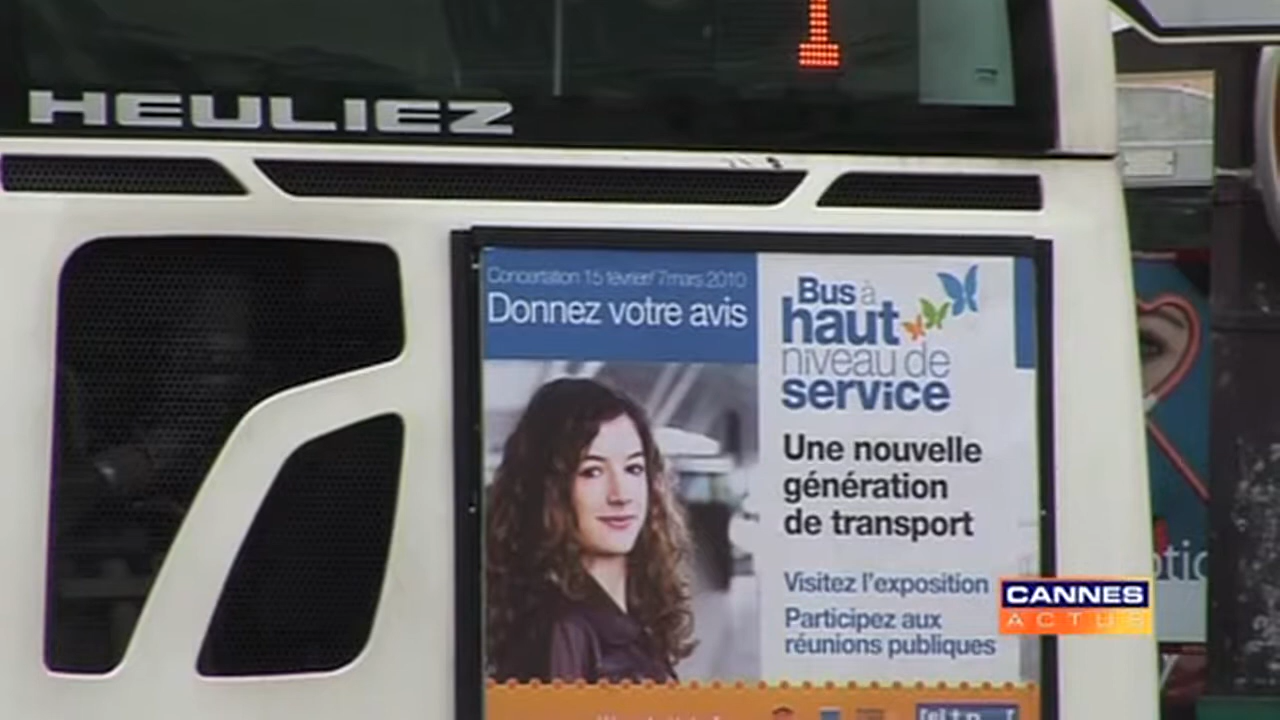 1
HEULIEZ
Concertation 15 février/ 7 mars 2010
Donnez votre avis
Bus à
haut
niveau de
service
Une nouvelle
génération
de transport
Visitez l'exposition
Participez aux
réunions publiques
CANNES
ACTUS